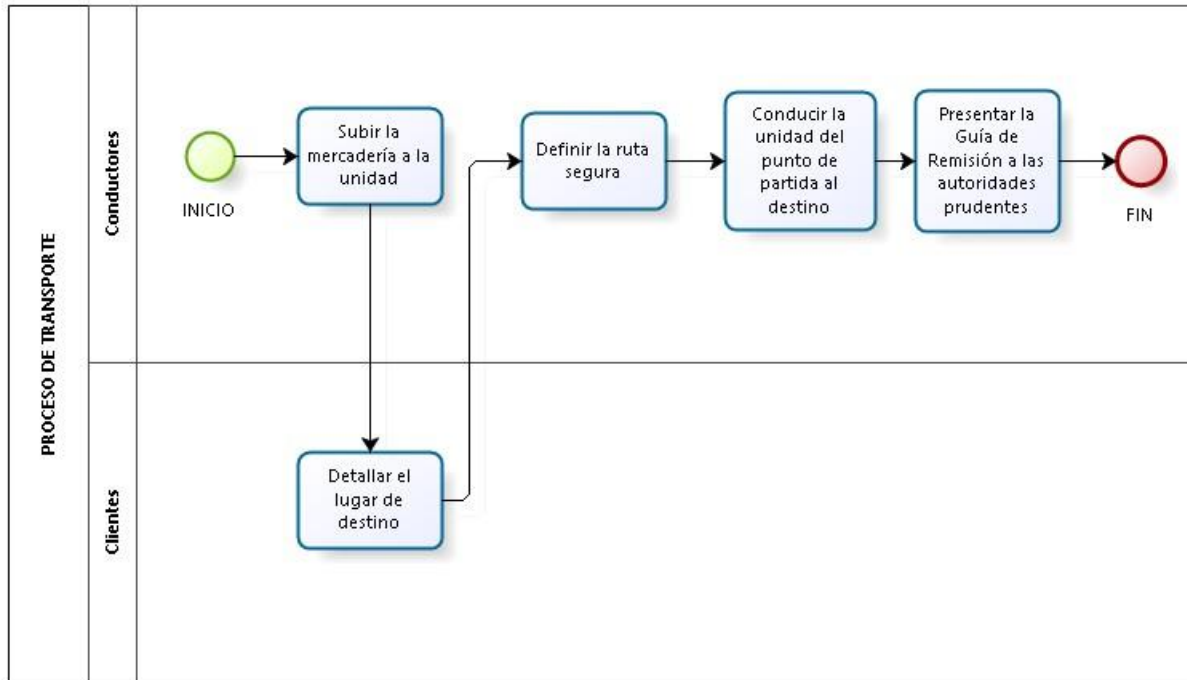 PROCESO DE TRANSPORTE
Conductores
INICIO
Subir la
mercadería a la
unidad
Definir la ruta
segura
Conducir la
unidad del
punto de
partida al
destino
Presentar la
Guía de
Remisión a las
autoridades
prudentes
FIN
Clientes
Detallar el
lugar de
destino